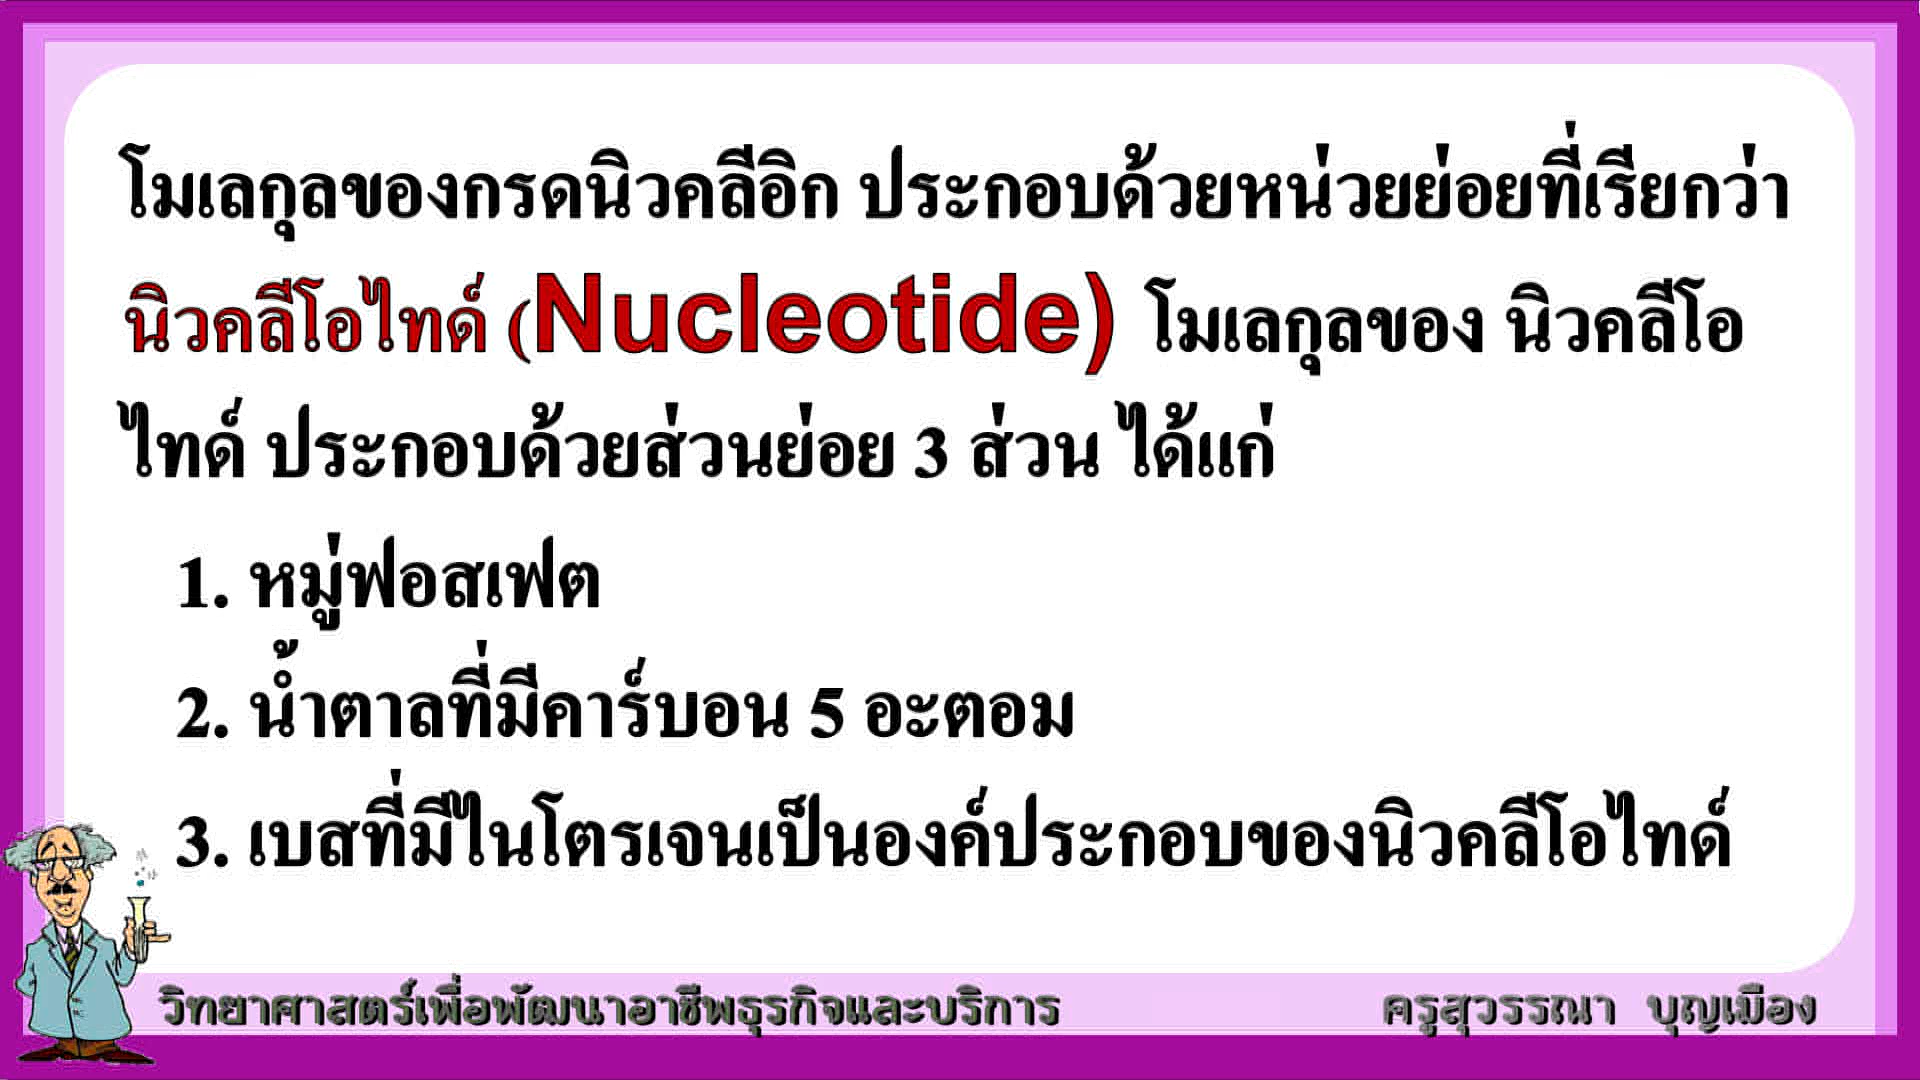 โมเลกุลของกรดนิวคลีอิก ประกอบด้วยหน่วยย่อยที่เรียกว่า
นิวคลีโอไทด์ (Nucleotide) โมเลกุลของ นิวคลีโอ
ไทด์ ประกอบด้วยส่วนย่อย 3 ส่วน ได้แก่
1. หมู่ฟอสเฟต
2. น้ำตาลที่มีคาร์บอน 5 อะตอม
3. เบสที่มีไนโตรเจนเป็นองค์ประกอบของนิวคลีโอไทด์
วิทยาศาสตร์เพื่อพัฒนาอาชีพธุรกิจและบริการ ครูสุวรรณา บุญเมือง